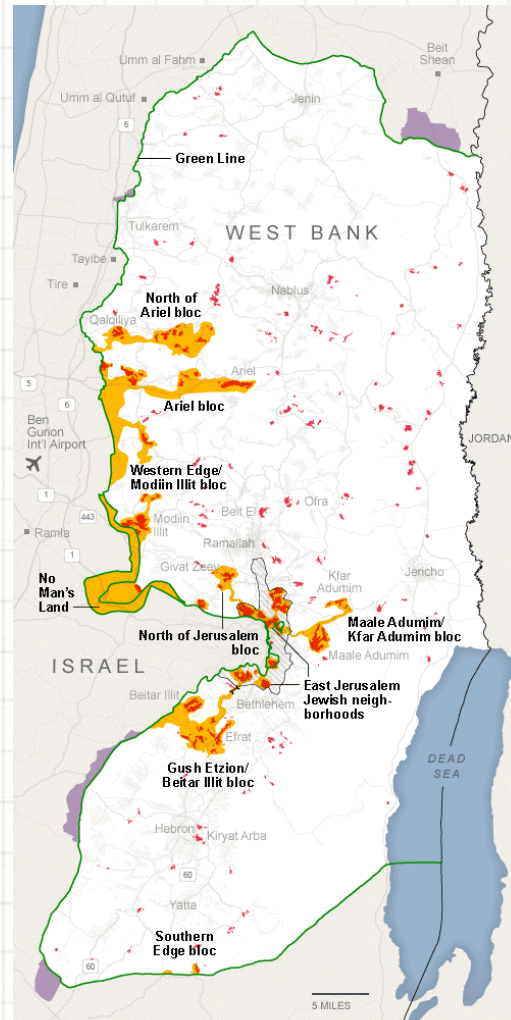 Umm al Fahm
Beit
Shean
Umm al Qutuf
Jenin
6
Green Line
WEST BANK
Tulkarem
Tayibe
Tire
Nablus
North of
Ariel bloc
Qalqiliya
5
Ariel
6
Ariel bloc
Ben
Gurion
Int'l Airport
JORDAN
Western Edge/
Modiin Illit bloc
1
Beit El
Ofra
443
Modiin
Illit
Ramla
Ramallah
1
Givat Zeev
Kfar
Adumim
Jericho
No
Man's
Land
North of Jerusalem
bloc
Maale Adumim/
Kfar Adumim bloc
Maale Adumim
ISRAEL
East Jerusalem
Jewish neigh-
borhoods
Beitar Illit
Bethlehem
Efrat
Gush Etzion/
Beitar Illit bloc
DEAD
SEA
Hebron
Kiryat Arba
60
Yatta
Southern
Edge bloc
60
5 MILES